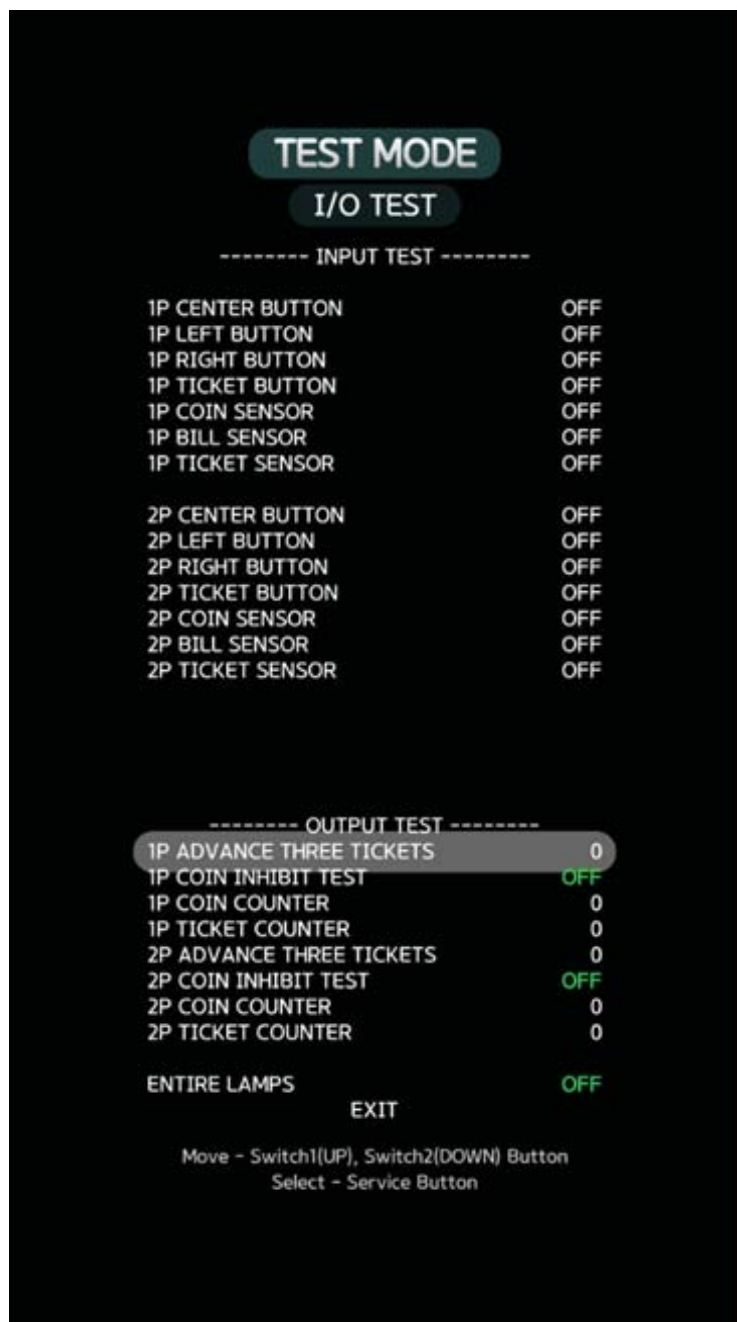 TEST MODE
I/O TEST
-------- INPUT TEST --------
1P CENTER BUTTON OFF
1P LEFT BUTTON OFF
1P RIGHT BUTTON OFF
1P TICKET BUTTON OFF
1P COIN SENSOR OFF
1P BILL SENSOR OFF
1P TICKET SENSOR OFF
2P CENTER BUTTON OFF
2P LEFT BUTTON OFF
2P RIGHT BUTTON OFF
2P TICKET BUTTON OFF
2P COIN SENSOR OFF
2P BILL SENSOR OFF
2P TICKET SENSOR OFF
-------- OUTPUT TEST --------
1P ADVANCE THREE TICKETS 0
1P COIN INHIBIT TEST OFF
1P COIN COUNTER 0
1P TICKET COUNTER 0
2P ADVANCE THREE TICKETS 0
2P COIN INHIBIT TEST OFF
2P COIN COUNTER 0
2P TICKET COUNTER 0
ENTIRE LAMPS OFF
EXIT
Move - Switch1(UP), Switch2(DOWN) Button
Select - Service Button